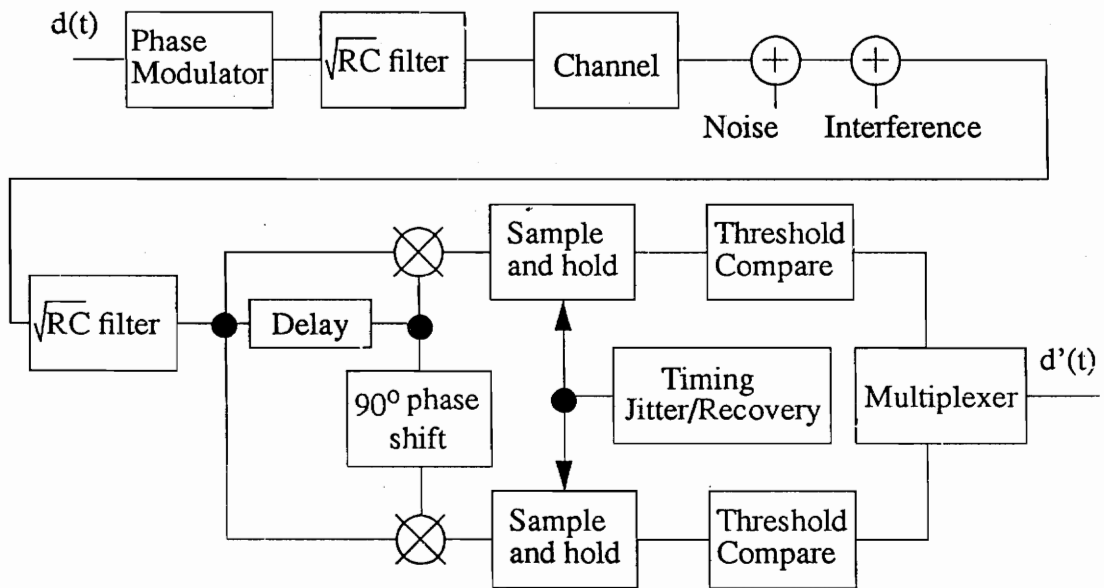 d(t)
Phase
Modulator
√RC filter
Channel
+
+
Noise
Interference
√RC filter
Delay
90° phase
shift
Sample
and hold
Threshold
Compare
Timing
Jitter/Recovery
Multiplexer
d'(t)
Sample
and hold
Threshold
Compare